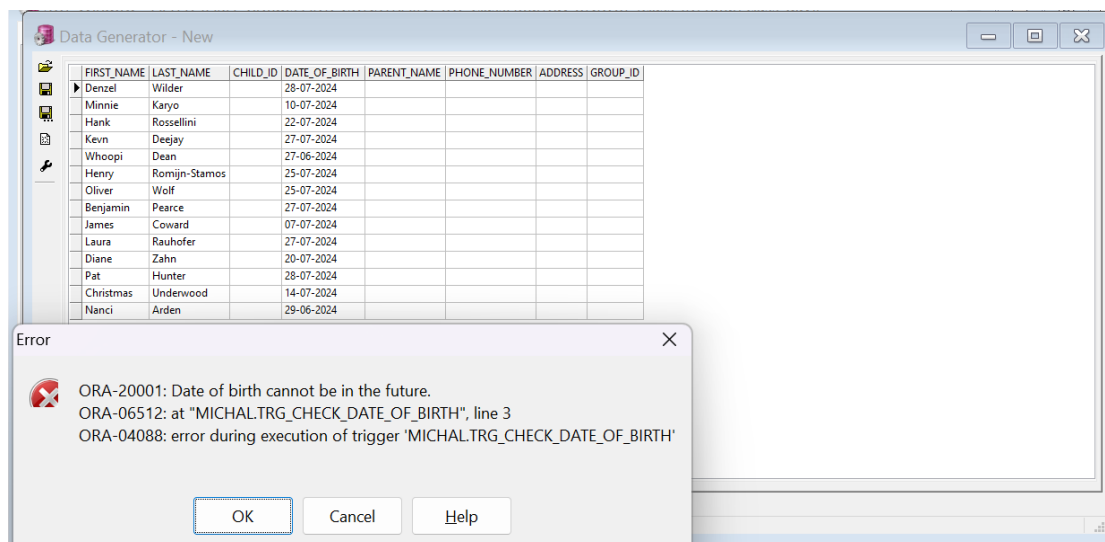 Data Generator - New
FIRST_NAME LAST_NAME CHILD_ID DATE_OF_BIRTH PARENT_NAME PHONE_NUMBER ADDRESS GROUP_ID
Denzel Wilder 28-07-2024
Minnie Karyo 10-07-2024
Hank Rossellini 22-07-2024
Kevn Deejay 27-07-2024
Whoopi Dean 27-06-2024
Henry Romijn-Stamos 25-07-2024
Oliver Wolf 25-07-2024
Benjamin Pearce 27-07-2024
James Coward 07-07-2024
Laura Rauhofer 27-07-2024
Diane Zahn 20-07-2024
Pat Hunter 28-07-2024
Christmas Underwood 14-07-2024
Nanci Arden 29-06-2024
Error
ORA-20001: Date of birth cannot be in the future.
ORA-06512: at "MICHAL.TRG_CHECK_DATE_OF_BIRTH", line 3
ORA-04088: error during execution of trigger 'MICHAL.TRG_CHECK_DATE_OF_BIRTH'
OK Cancel Help